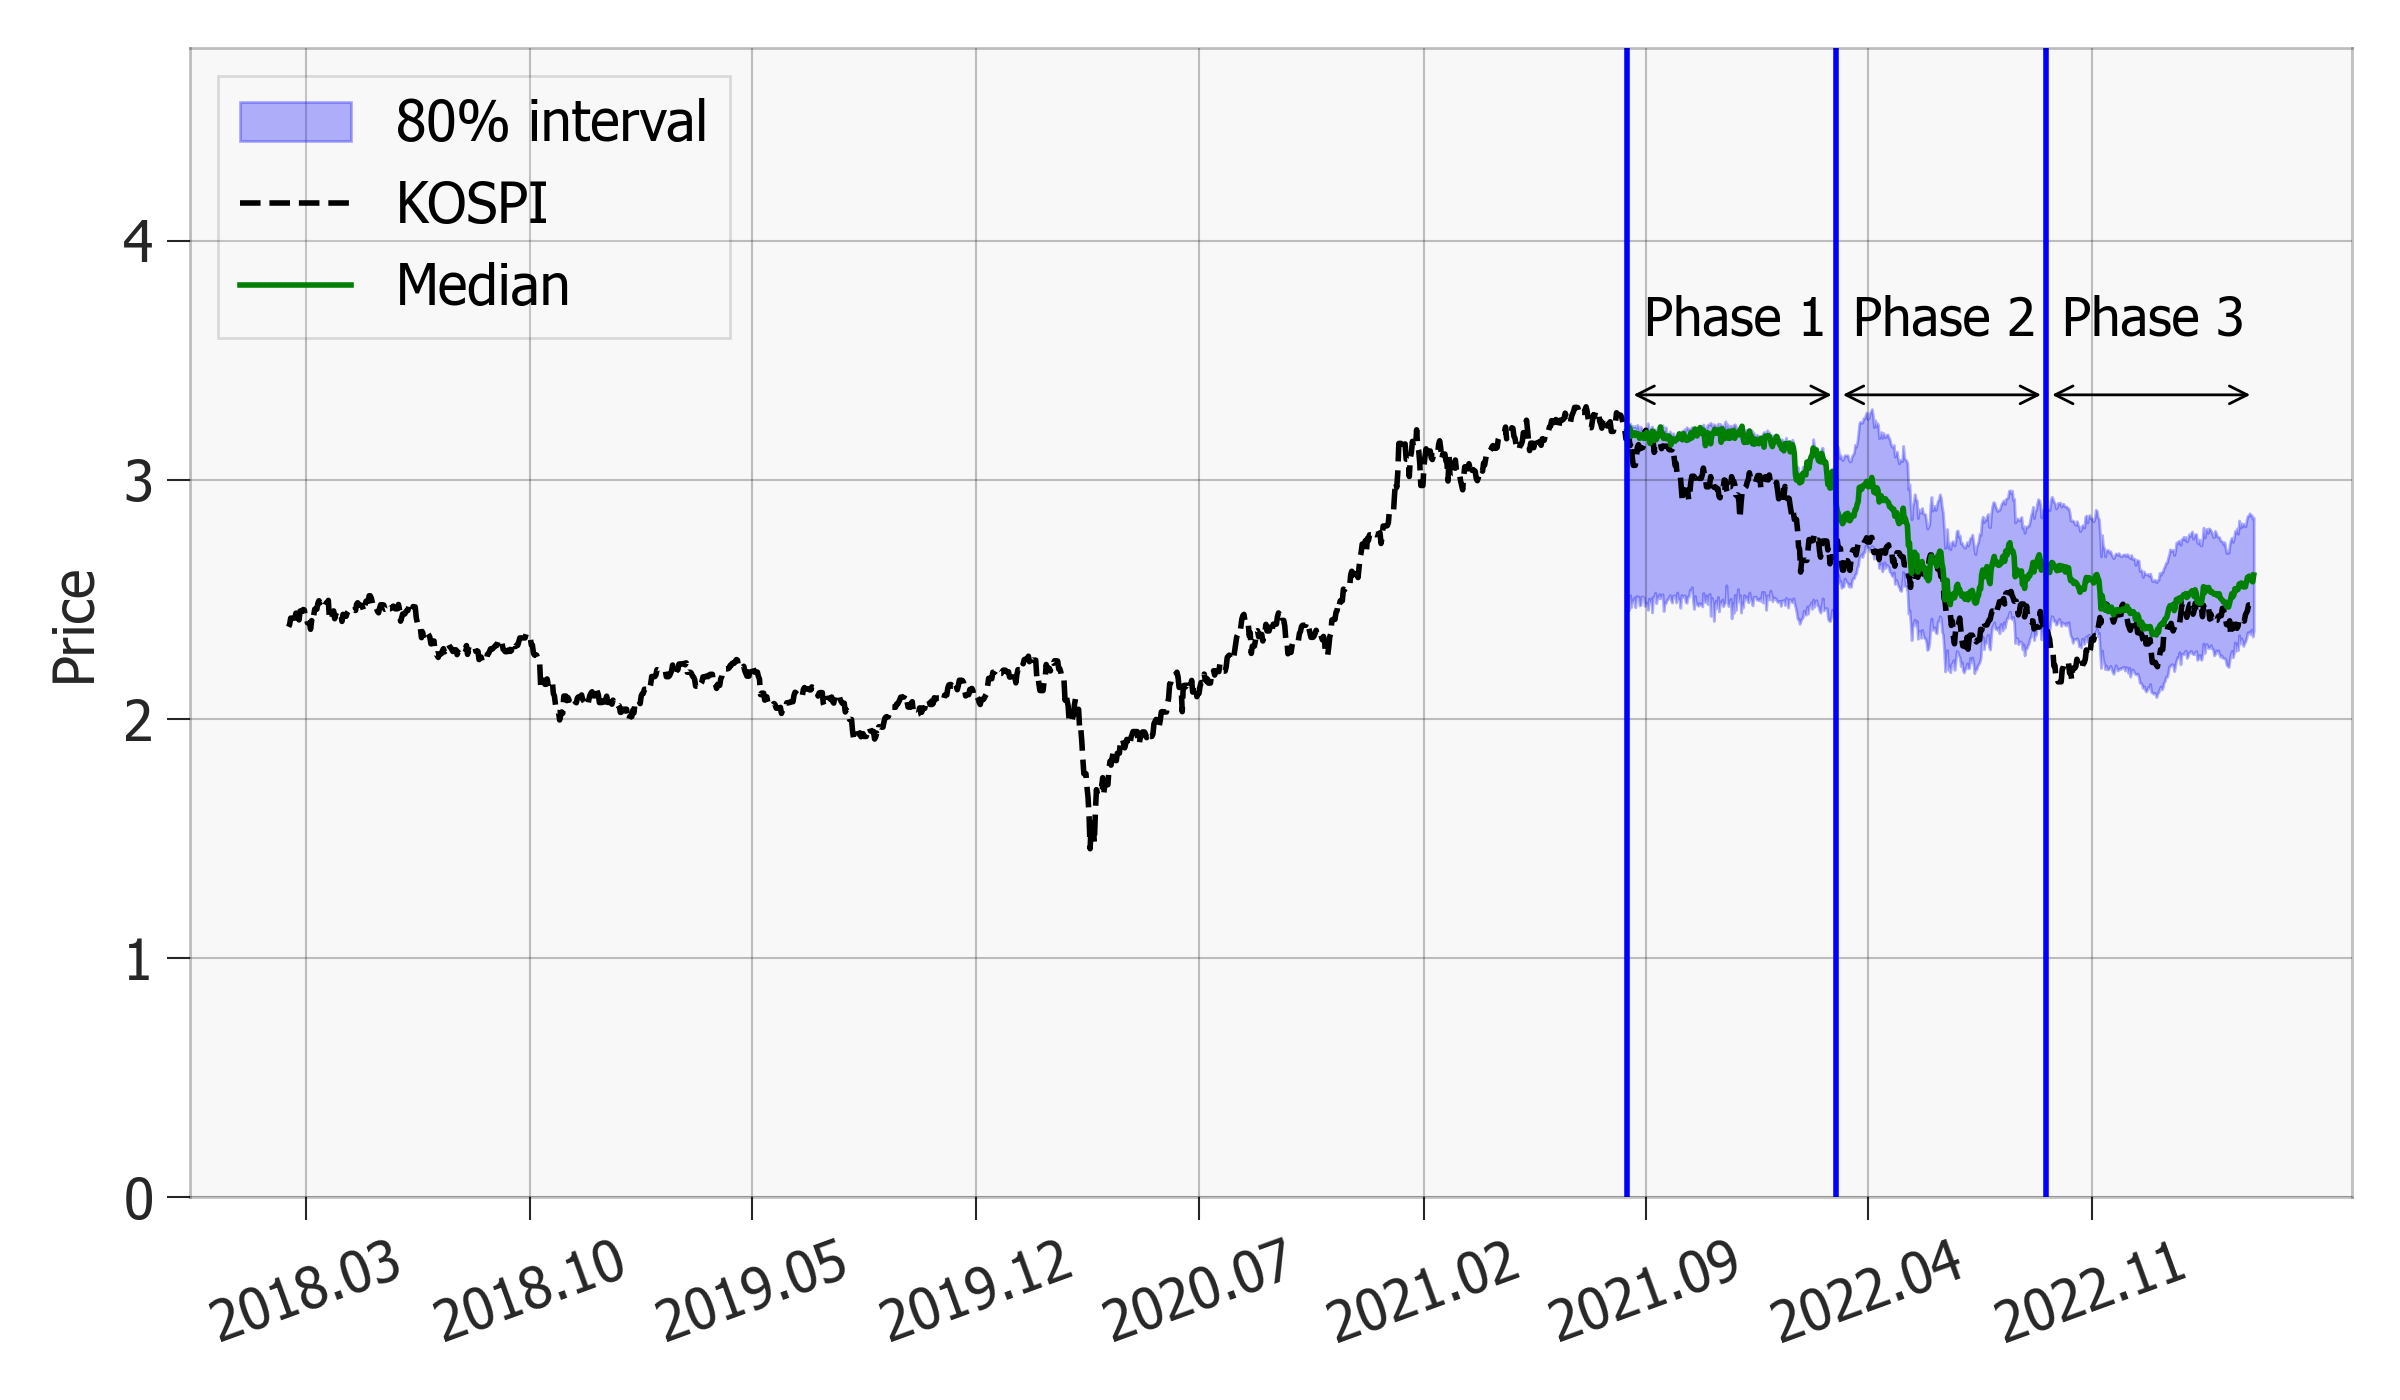 80% interval
KOSPI
Median
Phase 1
Phase 2
Phase 3
Price
4
3
2
1
0
2018.03
2018.10
2019.05
2019.12
2020.07
2021.02
2021.09
2022.04
2022.11